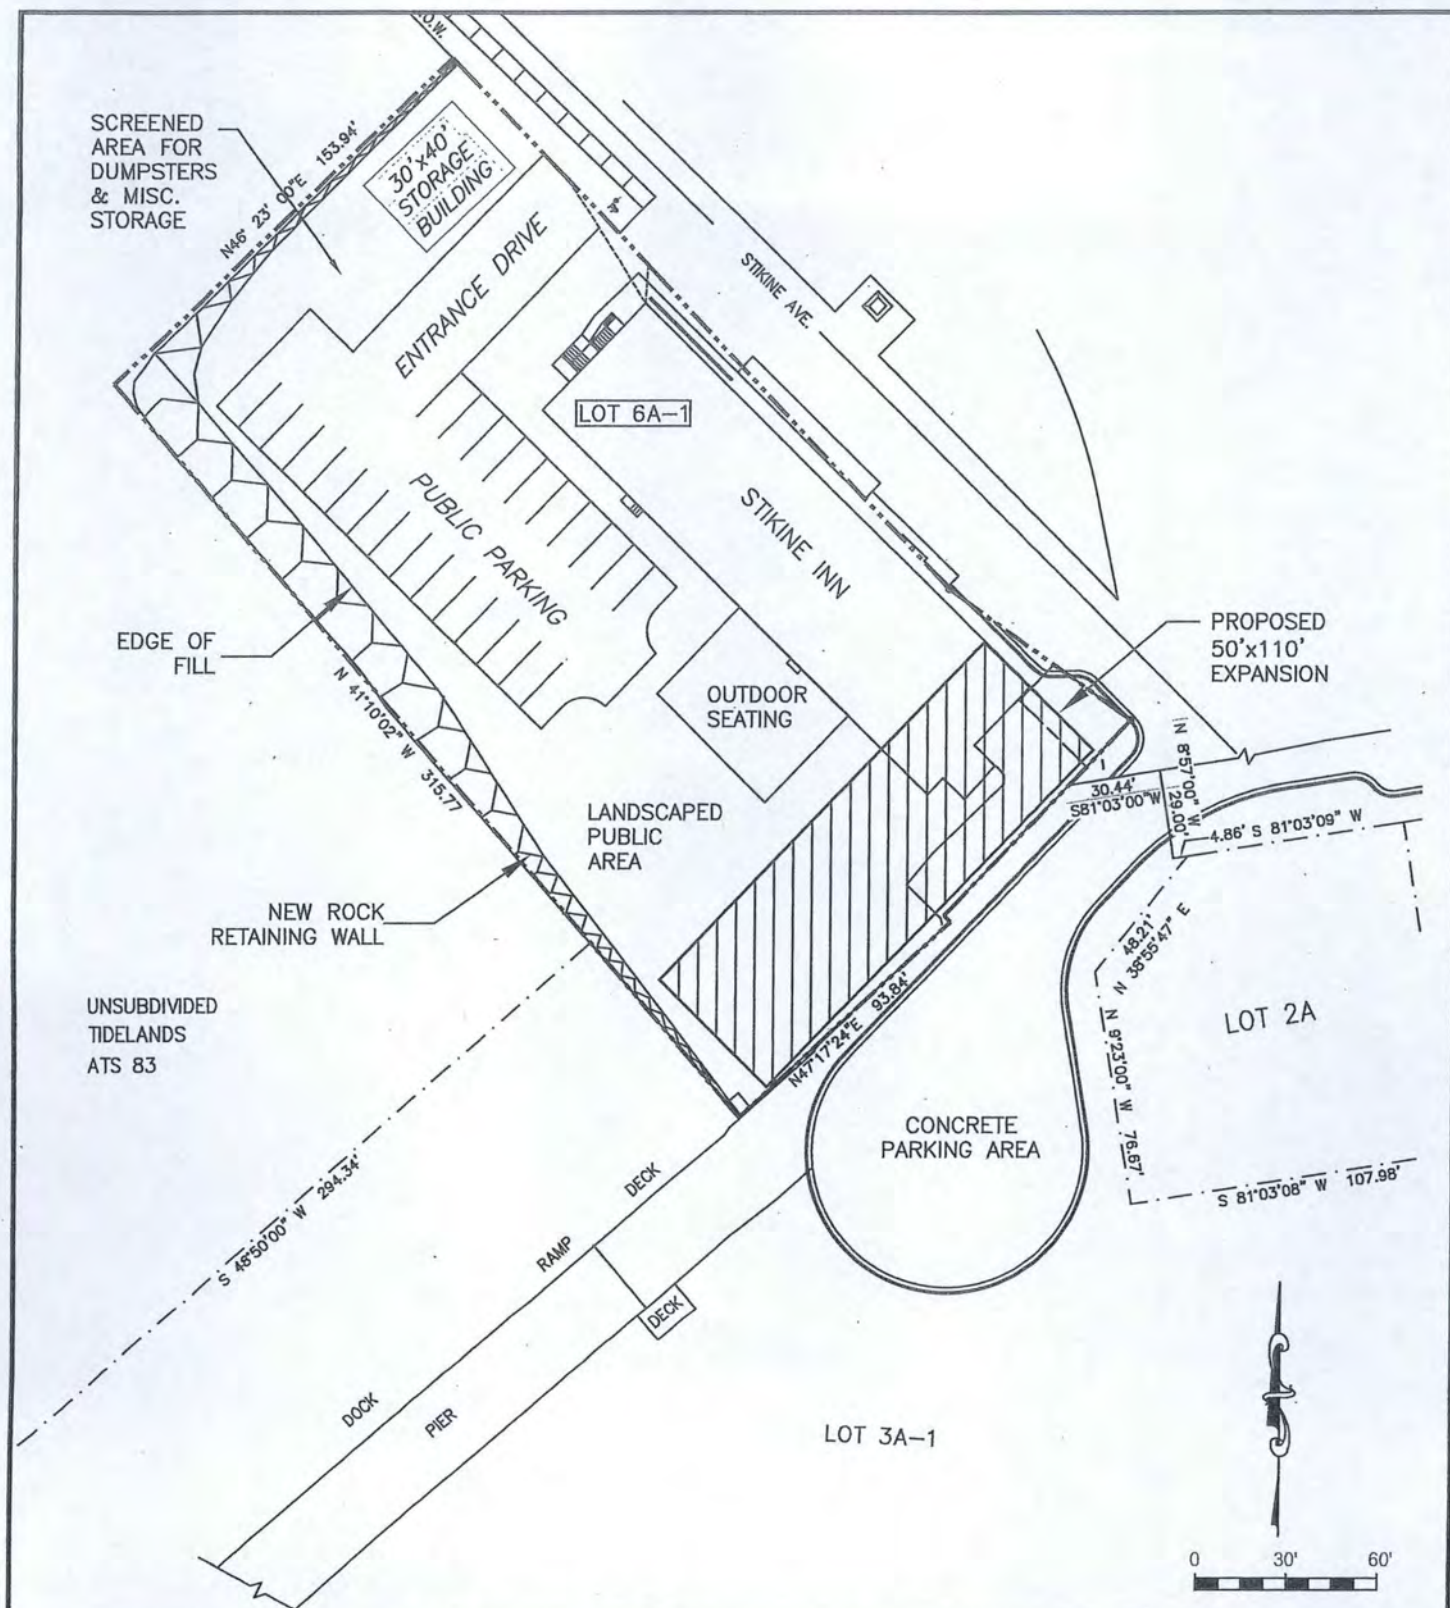 .O.W.
SCREENED
AREA FOR
DUMPSTERS
& MISC.
STORAGE
N46° 23' 00"E 153.94'
30'x40'
STORAGE
BUILDING
ENTRANCE DRIVE
STIKINE AVE.
LOT 6A-1
PUBLIC PARKING
STIKINE INN
EDGE OF
FILL
N 41°10'02" W 315.77
PROPOSED
50'x110'
EXPANSION
OUTDOOR
SEATING
N 8°57'00" W
29.00'
30.44'
S81°03'00"W
4.86' S 81°03'09" W
LANDSCAPED
PUBLIC
AREA
NEW ROCK
RETAINING WALL
48.21'
N 38°55'47" E
UNSUBDIVIDED
TIDELANDS
ATS 83
N47°17'24"E 93.84'
LOT 2A
N 9°23'00" W 76.67'
CONCRETE
PARKING AREA
S 81°03'08" W 107.98'
S 48°50'00" W 294.34'
DECK
RAMP
DECK
DOCK
PIER
LOT 3A-1
0 30' 60'